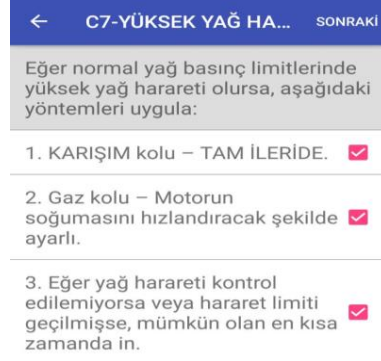 C7-YÜKSEK YAĞ HA... SONRAKİ
Eğer normal yağ basınç limitlerinde
yüksek yağ harareti olursa, aşağıdaki
yöntemleri uygula:
1. KARIŞIM kolu – TAM İLERİDE.
2. Gaz kolu – Motorun
soğumasını hızlandıracak şekilde
ayarlı.
3. Eğer yağ harareti kontrol
edilemiyorsa veya hararet limiti
geçilmişse, mümkün olan en kısa
zamanda in.